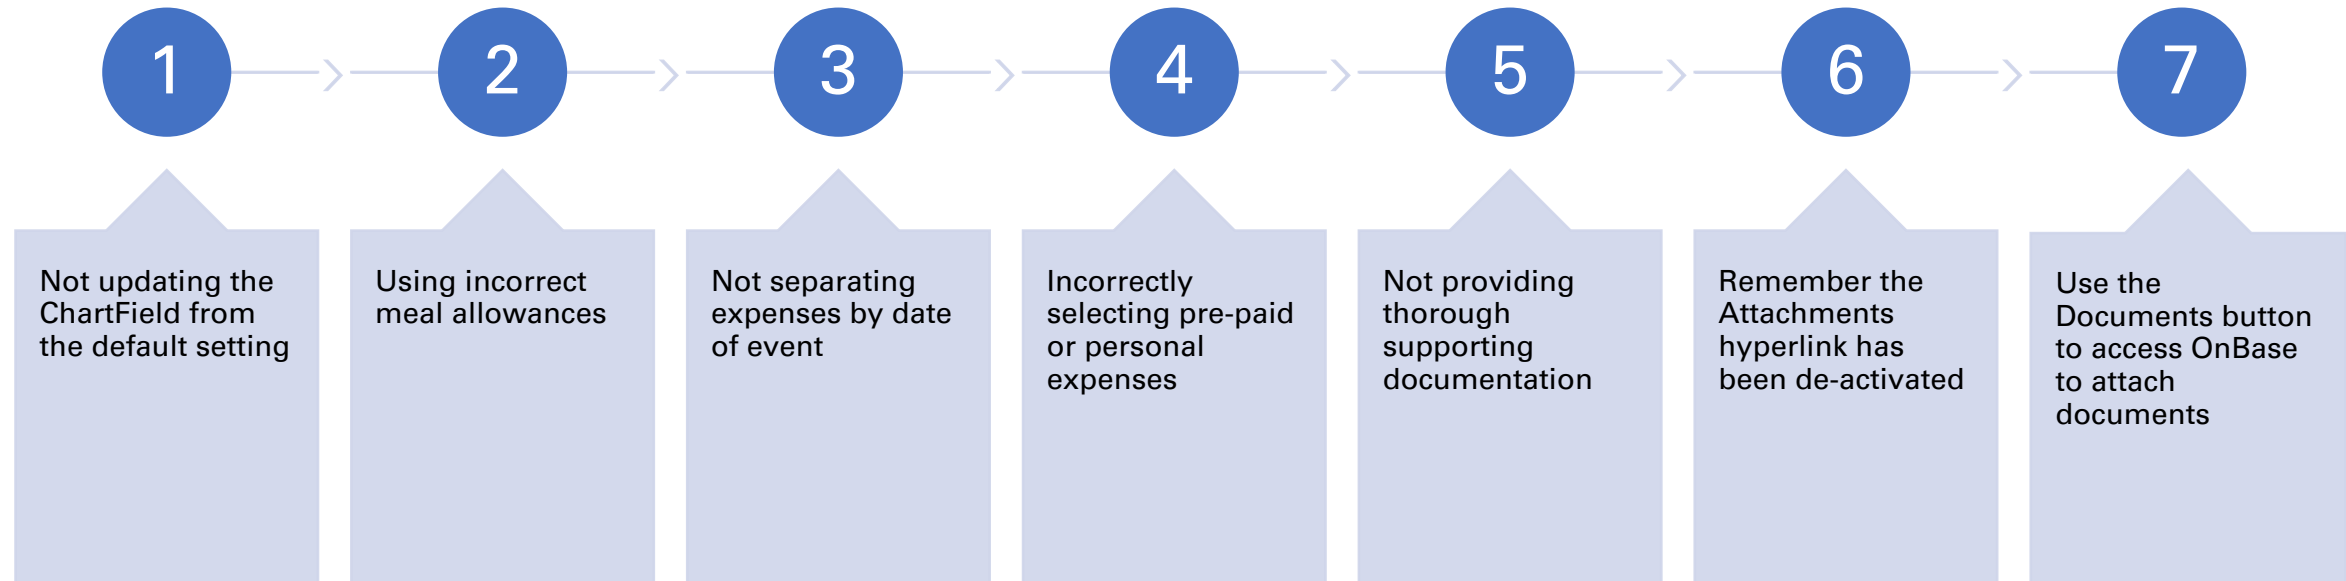 1
2
3
4
5
6
7
Not updating the
ChartField from
the default setting
Using incorrect
meal allowances
Not separating
expenses by date
of event
Incorrectly
selecting pre-paid
or personal
expenses
Not providing
thorough
supporting
documentation
Remember the
Attachments
hyperlink has
been de-activated
Use the
Documents button
to access OnBase
to attach
documents